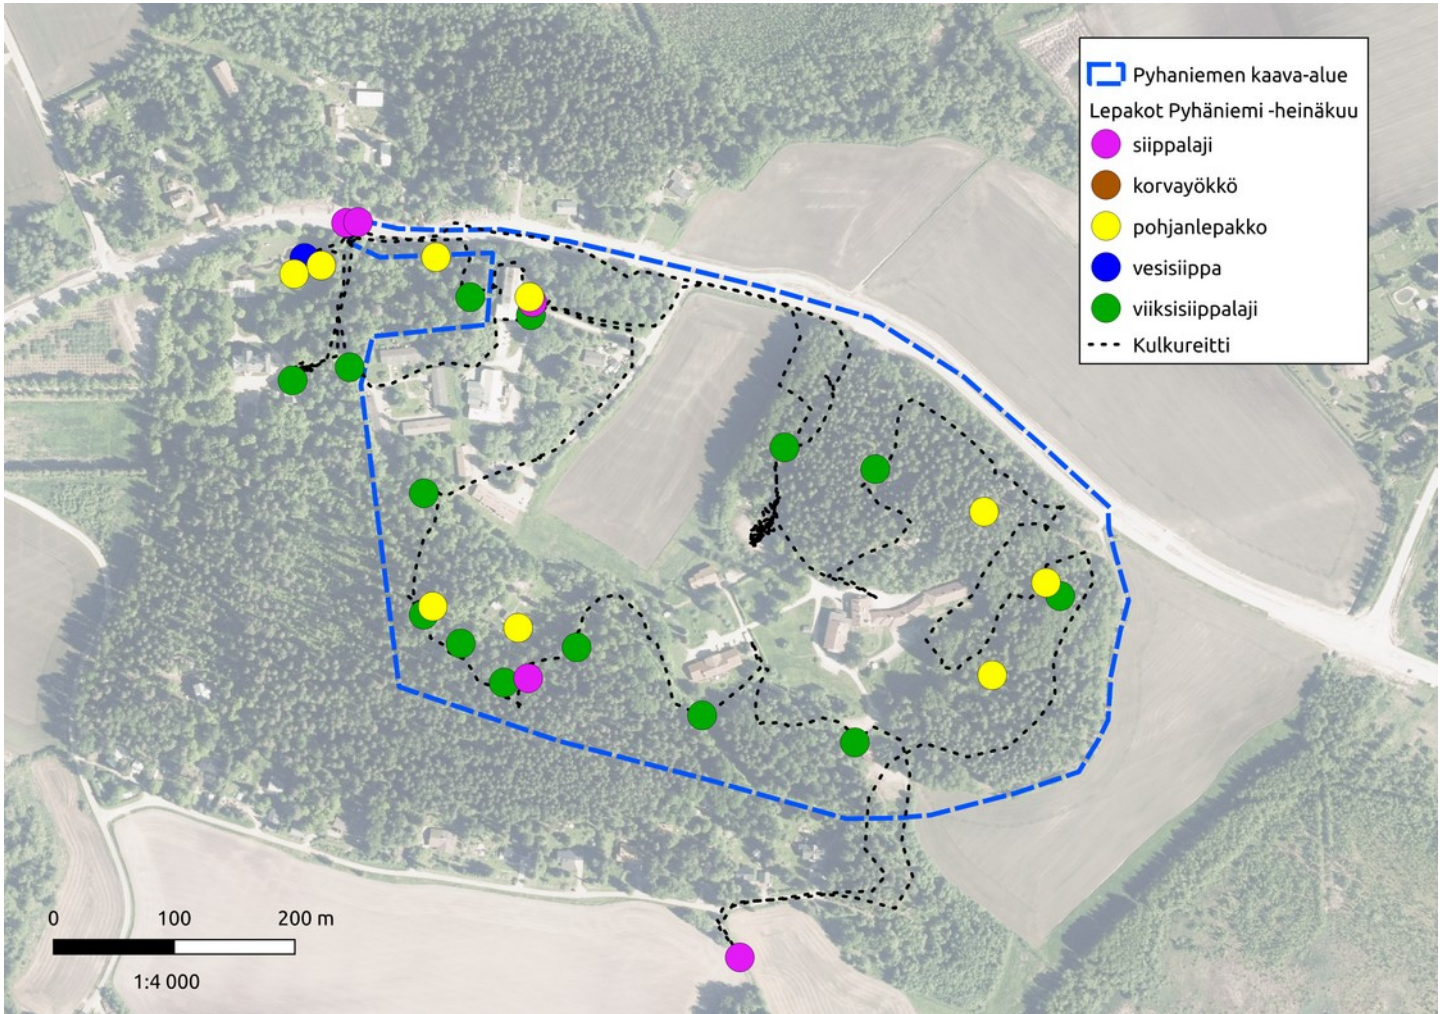 Pyhaniemen kaava-alue
Lepakot Pyhäniemi -heinäkuu
siippalaji
korvayökkö
pohjanlepakko
vesisiippa
viiksisiippalaji
Kulkureitti
0 100 200 m
1:4 000